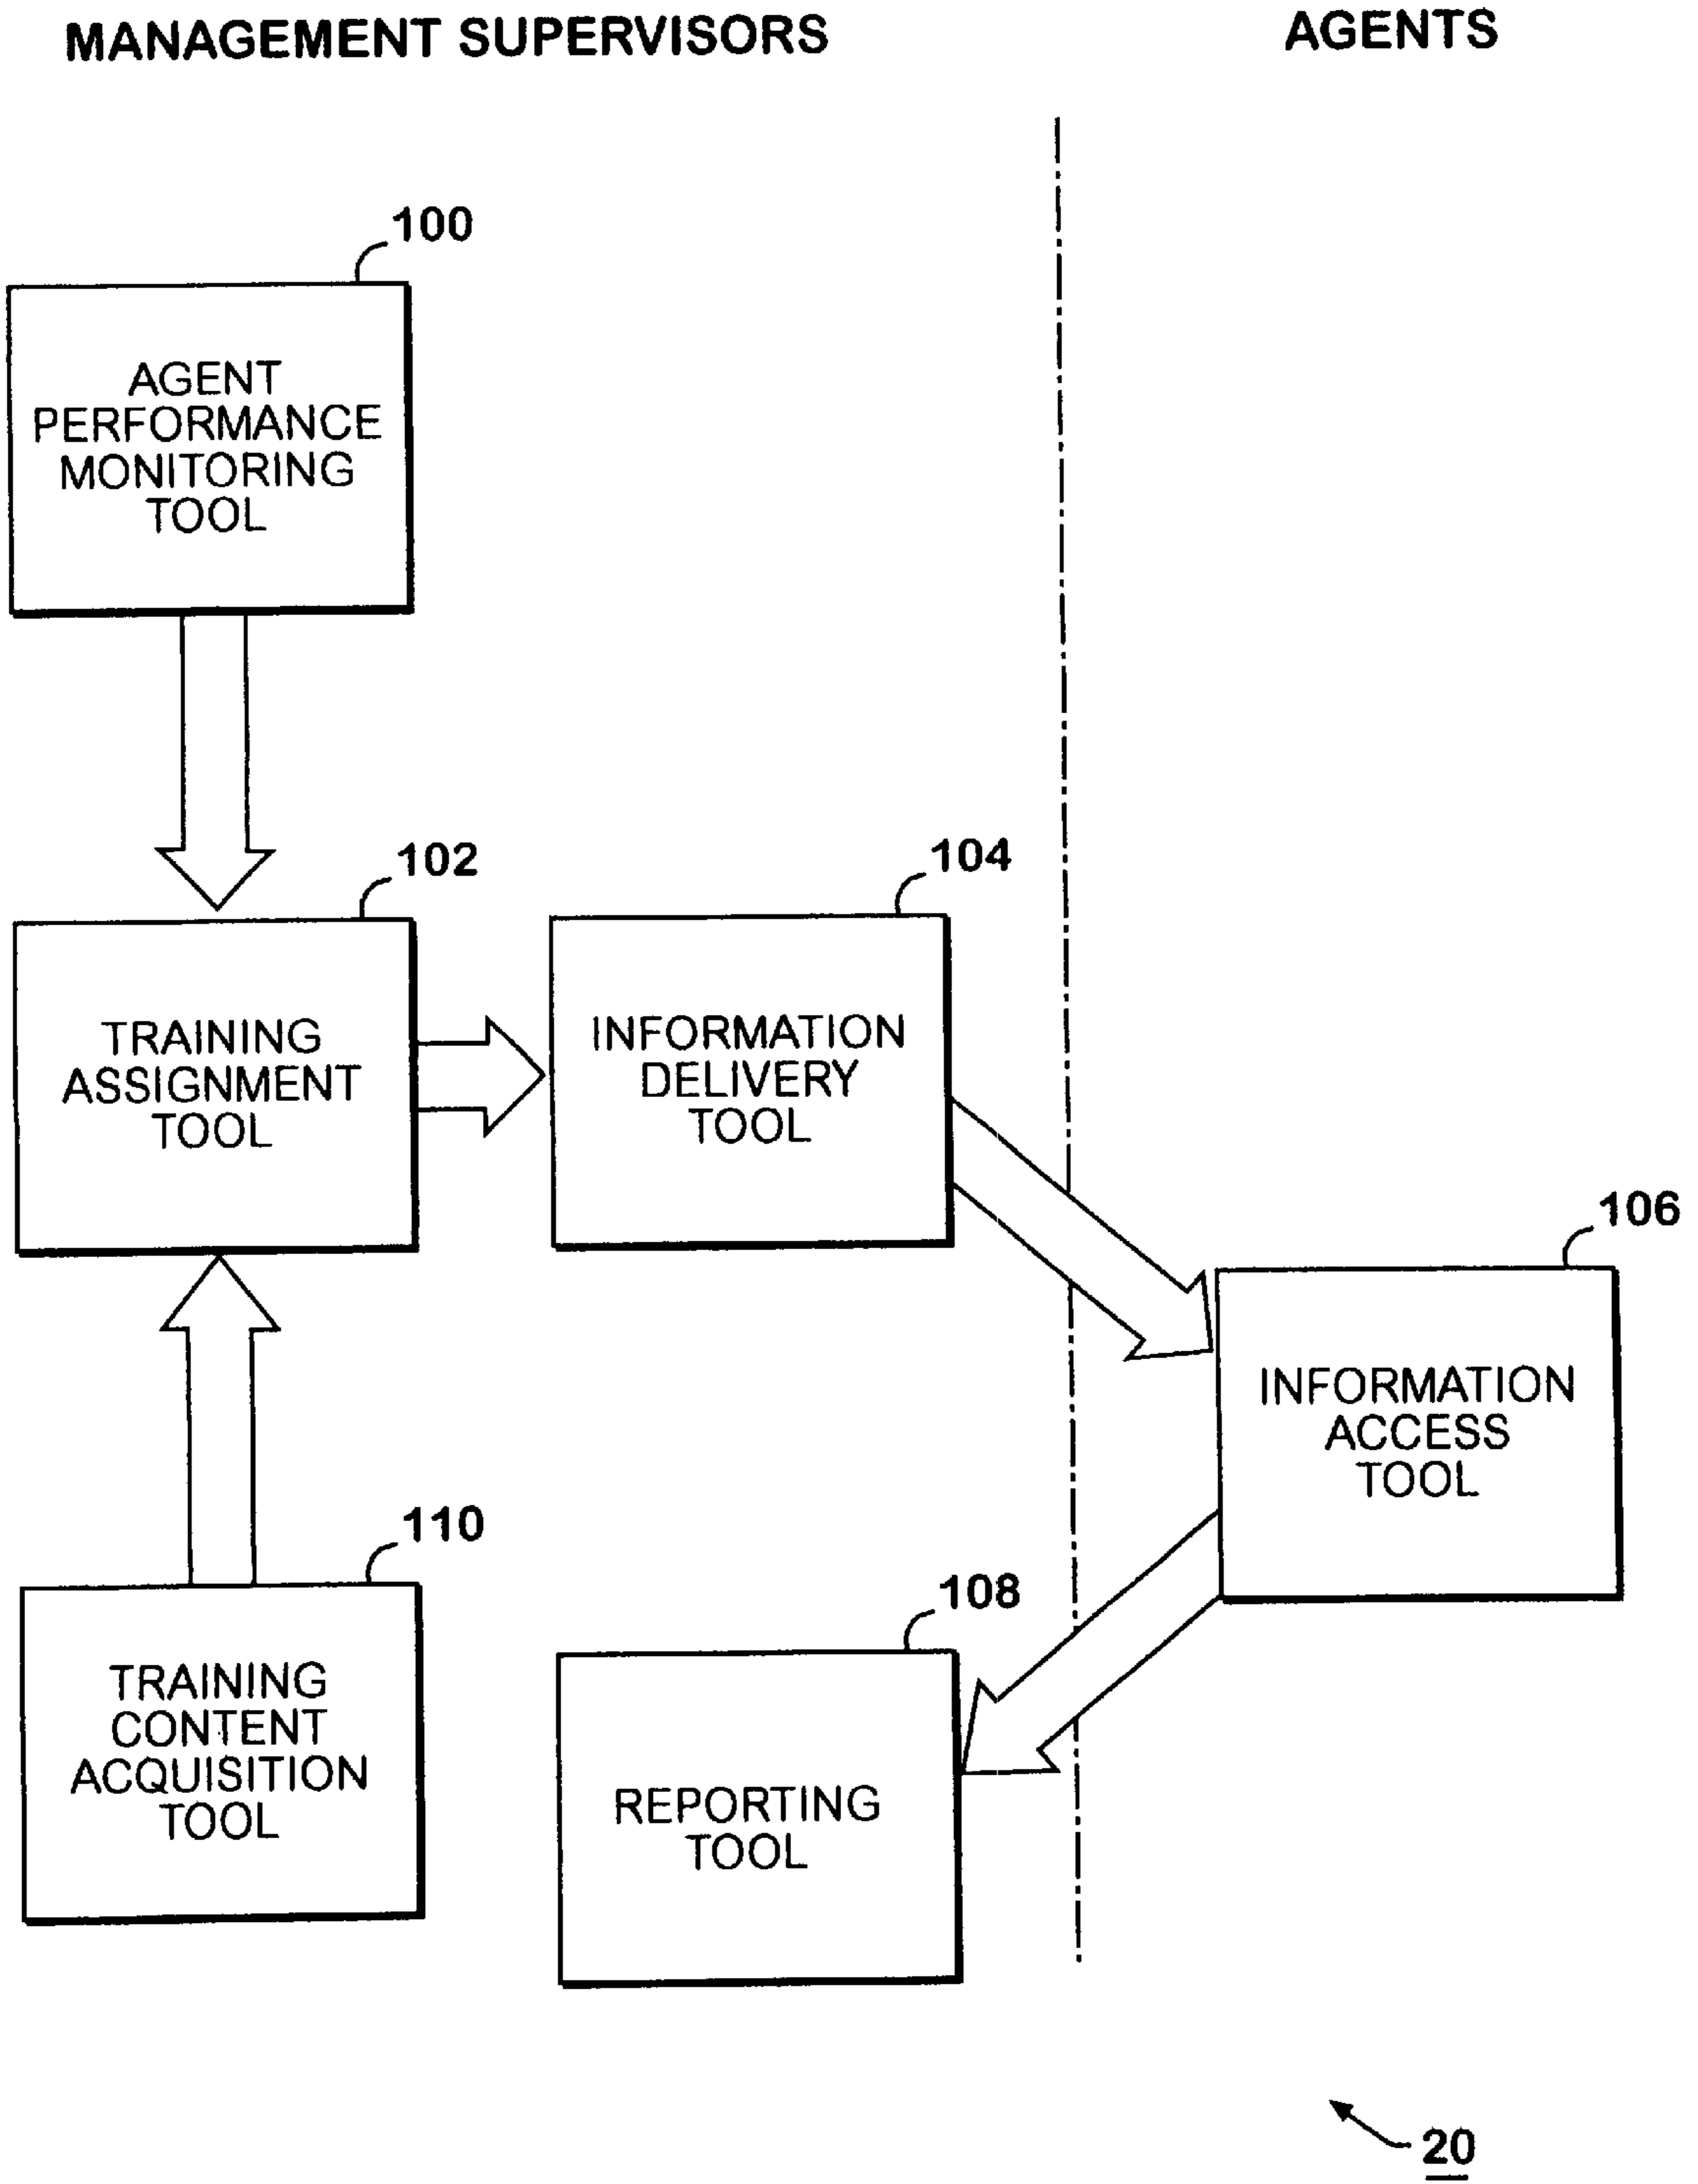 MANAGEMENT SUPERVISORS
AGENTS
100
AGENT
PERFORMANCE
MONITORING
TOOL
102
TRAINING
ASSIGNMENT
TOOL
104
INFORMATION
DELIVERY
TOOL
106
INFORMATION
ACCESS
TOOL
110
TRAINING
CONTENT
ACQUISITION
TOOL
108
REPORTING
TOOL
20